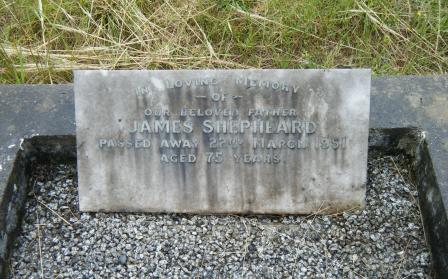 IN LOVING MEMORY
— OF —
OUR BELOVED FATHER
JAMES SHEPHEARD
PASSED AWAY 22ND MARCH 1951
AGED 75 YEARS